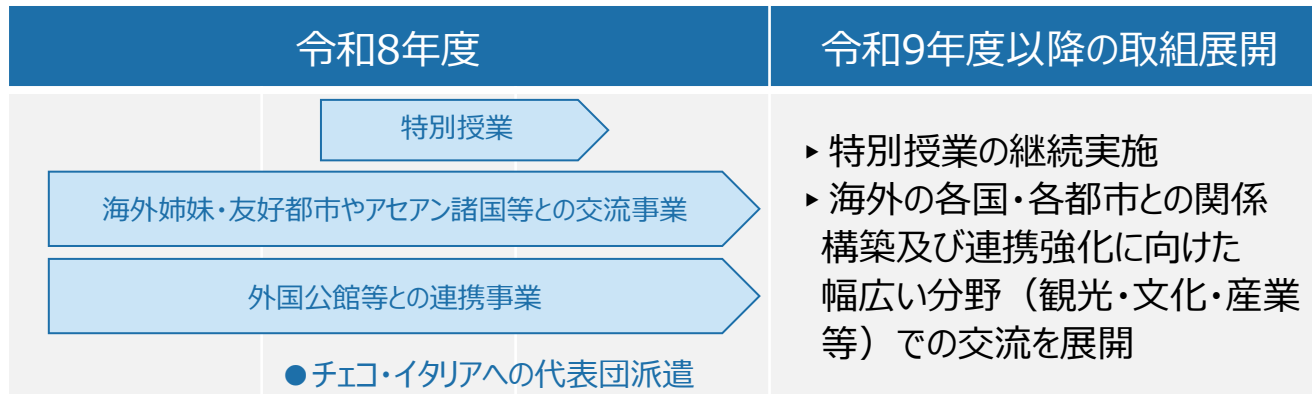 令和8年度
令和9年度以降の取組展開
特別授業
海外姉妹・友好都市やアセアン諸国等との交流事業
外国公館等との連携事業
●チェコ・イタリアへの代表団派遣
▸特別授業の継続実施
▸海外の各国・各都市との関係
構築及び連携強化に向けた
幅広い分野（観光・文化・産業
等）での交流を展開